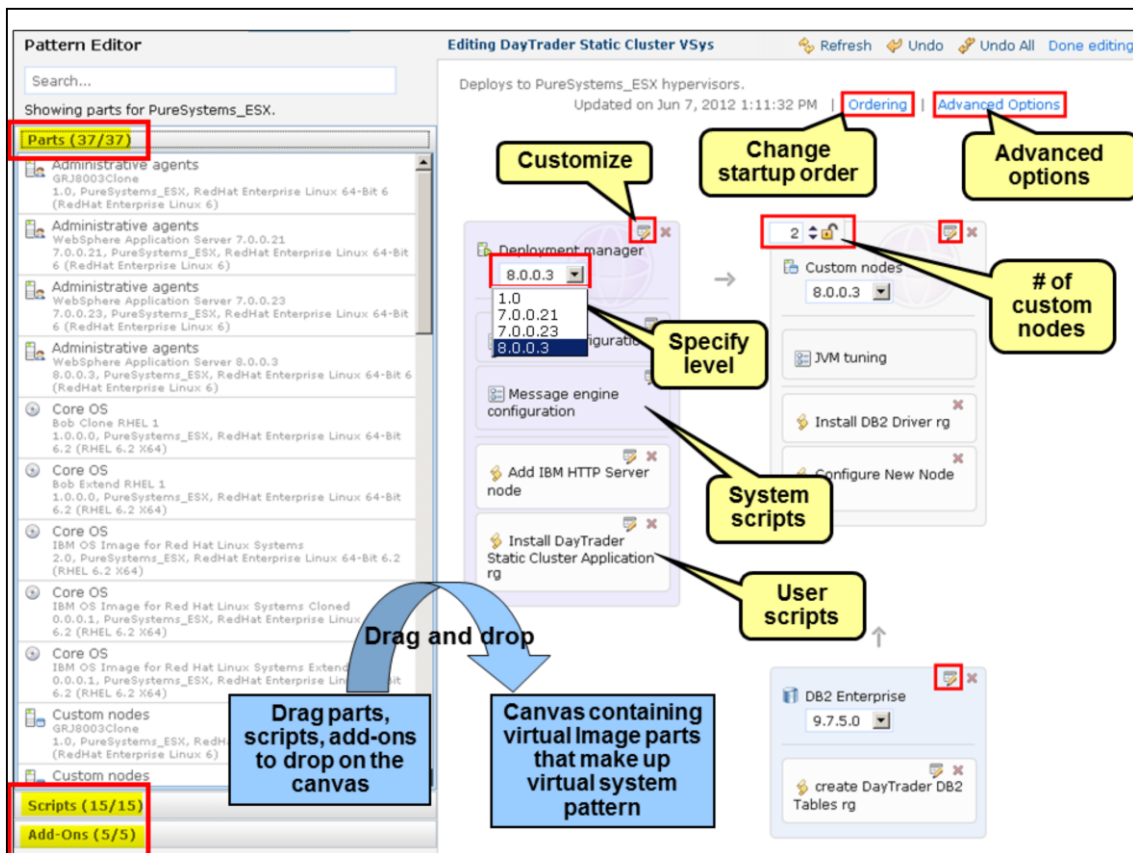 Pattern Editor
Search...
Showing parts for PureSystems_ESX.
Parts (37/37)
Administrative agents
GRJ8003Clone
1.0, PureSystems_ESX, RedHat Enterprise Linux 64-Bit 6
(RedHat Enterprise Linux 6)
Administrative agents
WebSphere Application Server 7.0.0.21
7.0.0.21, PureSystems_ESX, RedHat Enterprise Linux 64-Bit
6 (RedHat Enterprise Linux 6)
Administrative agents
WebSphere Application Server 7.0.0.23
7.0.0.23, PureSystems_ESX, RedHat Enterprise Linux 64-Bit
6 (RedHat Enterprise Linux 6)
Administrative agents
WebSphere Application Server 8.0.0.3
8.0.0.3, PureSystems_ESX, RedHat Enterprise Linux 64-Bit 6
(RedHat Enterprise Linux 6)
Core OS
Bob Clone RHEL 1
1.0.0.0, PureSystems_ESX, RedHat Enterprise Linux 64-Bit
6.2 (RHEL 6.2 X64)
Core OS
Bob Extend RHEL 1
1.0.0.0, PureSystems_ESX, RedHat Enterprise Linux 64-Bit
6.2 (RHEL 6.2 X64)
Core OS
IBM OS Image for Red Hat Linux Systems
2.0, PureSystems_ESX, RedHat Enterprise Linux 64-Bit 6.2
(RHEL 6.2 X64)
Core OS
IBM OS Image for Red Hat Linux Systems Cloned
0.0.0.1, PureSystems_ESX, RedHat Enterprise Linux
6.2 (RHEL 6.2 X64)
Core OS
IBM OS Image for Red Hat Linux Systems Extend
0.0.0.1, PureSystems_ESX, RedHat Enterprise
6.2 (RHEL 6.2 X64)
Custom nodes
GRJ8003Clone
1.0, PureSystems_ESX,
(RedHat Enterprise Linux 6)
Custom nodes
Scripts (15/15)
Add-Ons (5/5)
Editing DayTrader Static Cluster VSys
Refresh Undo Undo All Done editing
Deploys to PureSystems_ESX hypervisors.
Updated on Jun 7, 2012 1:11:32 PM | Ordering | Advanced Options
Customize
Change
startup order
Advanced
options
Deployment manager
8.0.0.3
1.0
7.0.0.21
7.0.0.23
8.0.0.3
Specify
level
Message engine
configuration
Add IBM HTTP Server
node
Install DayTrader
Static Cluster Application
rg
2
Custom nodes
8.0.0.3
# of
custom
nodes
JVM tuning
Install DB2 Driver rg
Configure New Node
System
scripts
User
scripts
Drag and drop
Drag parts,
scripts, add-ons
to drop on the
canvas
Canvas containing
virtual Image parts
that make up
virtual system
pattern
DB2 Enterprise
9.7.5.0
create DayTrader DB2
Tables rg